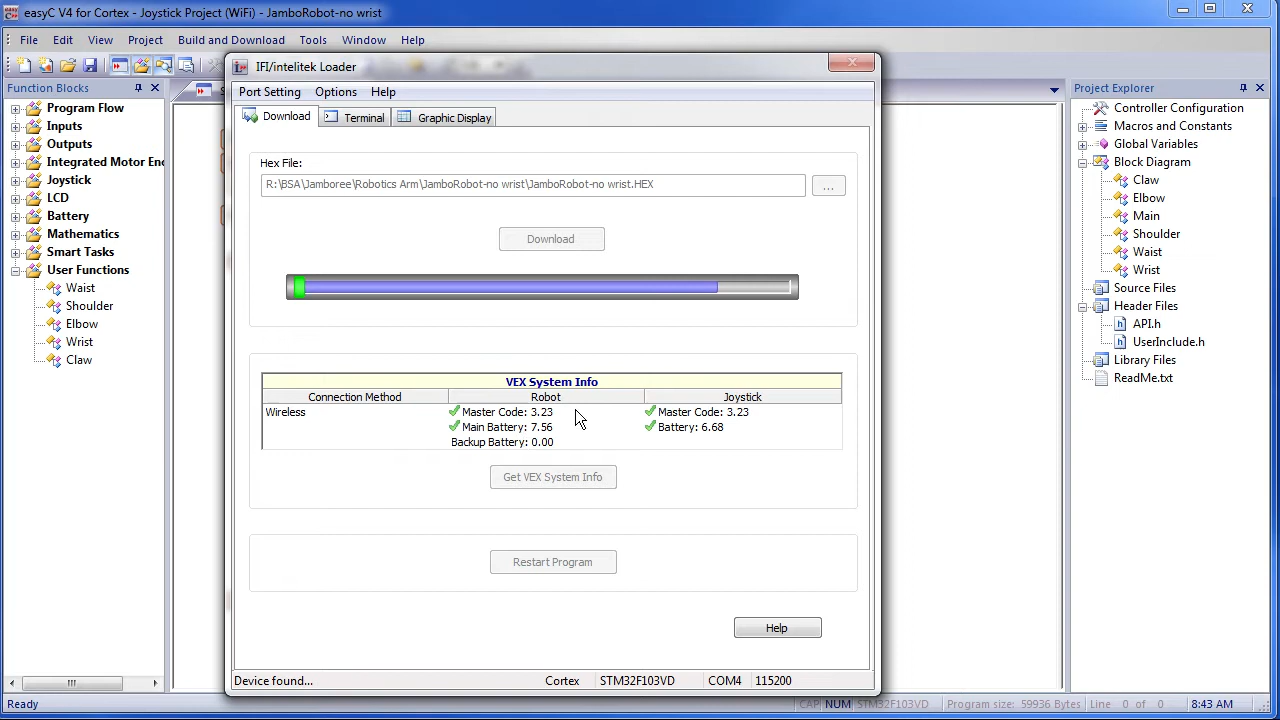 easyC V4 for Cortex - Joystick Project (WiFi) - JamboRobot-no wrist
File Edit View Project Build and Download Tools Window Help
Function Blocks
Program Flow
Inputs
Outputs
Integrated Motor Enc
Joystick
LCD
Battery
Mathematics
Smart Tasks
User Functions
Waist
Shoulder
Elbow
Wrist
Claw
IFI/intelitek Loader
Port Setting Options Help
Download Terminal Graphic Display
Hex File:
R:\BSA\Jamboree\Robotics Arm\JamboRobot-no wrist\JamboRobot-no wrist.HEX
...
Download
VEX System Info
Connection Method Robot Joystick
Wireless Master Code: 3.23 Master Code: 3.23
Main Battery: 7.56 Battery: 6.68
Backup Battery: 0.00
Get VEX System Info
Restart Program
Help
Device found... Cortex STM32F103VD COM4 115200
Project Explorer
Controller Configuration
Macros and Constants
Global Variables
Block Diagram
Claw
Elbow
Main
Shoulder
Waist
Wrist
Source Files
Header Files
API.h
UserInclude.h
Library Files
ReadMe.txt
Ready CAP NUM STM32F103VD Program size: 59936 Bytes Line 0 of 0 8:43 AM